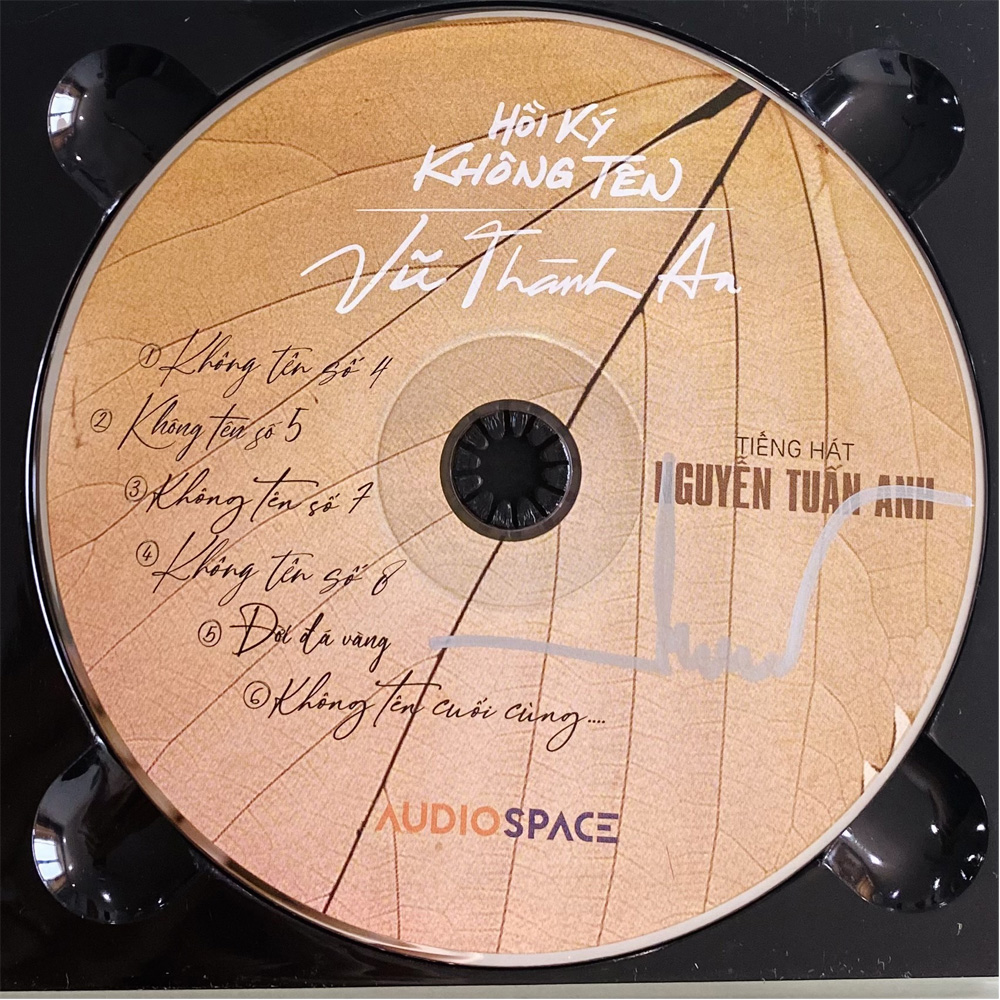 HỒI KÝ
KHÔNG TÊN
Vũ Thành An
① Không tên số 4
② Không tên số 5
③ Không tên số 7
④ Không tên số 8
⑤ Đời đá vàng
⑥ Không tên cuối cùng....
TIẾNG HÁT
NGUYỄN TUẤN ANH
AUDIOSPACE